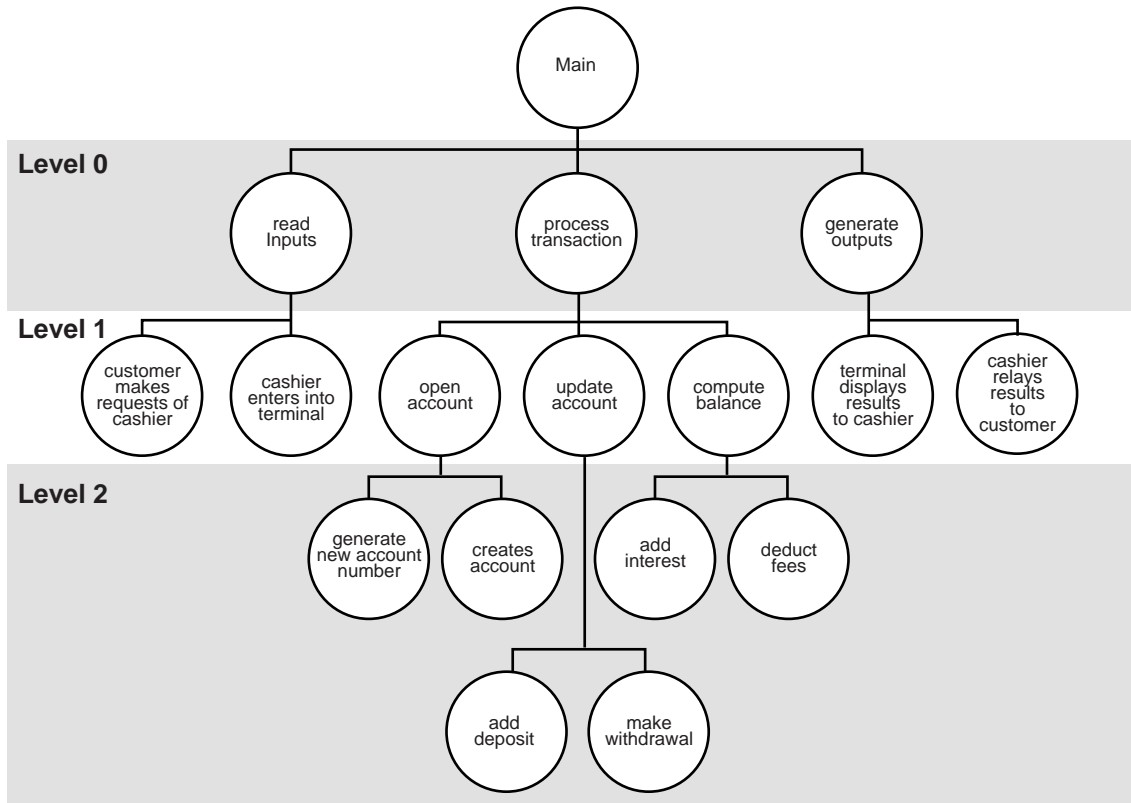 Main
Level 0
read
Inputs
process
transaction
generate
outputs
Level 1
customer
makes
requests of
cashier
cashier
enters into
terminal
open
account
update
account
compute
balance
terminal
displays
results
to cashier
cashier
relays
results
to
customer
Level 2
generate
new account
number
creates
account
add
interest
deduct
fees
add
deposit
make
withdrawal